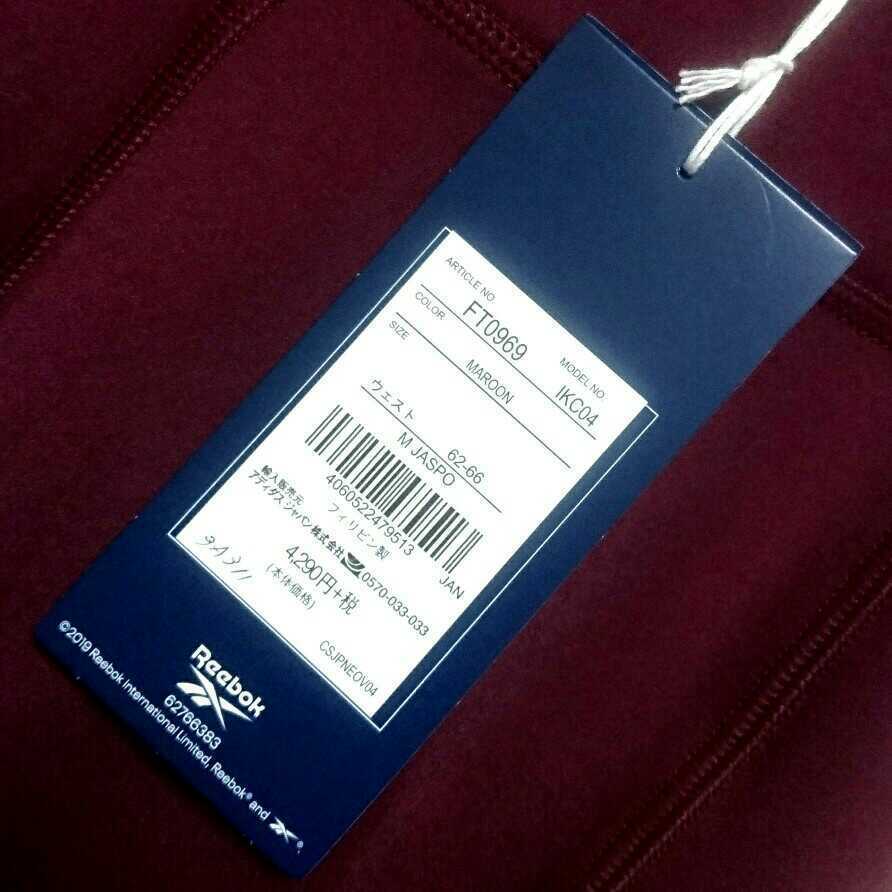 ARTICLE NO.
FT0969
MODEL NO.
IKC04
COLOR
MAROON
SIZE
ウェスト 62-66
M JASPO
4060522479513
JAN
フィリピン製
輸入販売元
アディダス ジャパン株式会社
0570-033-033
4,290円+税
(本体価格)
CSJPNEOV04
Reebok
62766383
©2019 Reebok International Limited, Reebok® and ®.